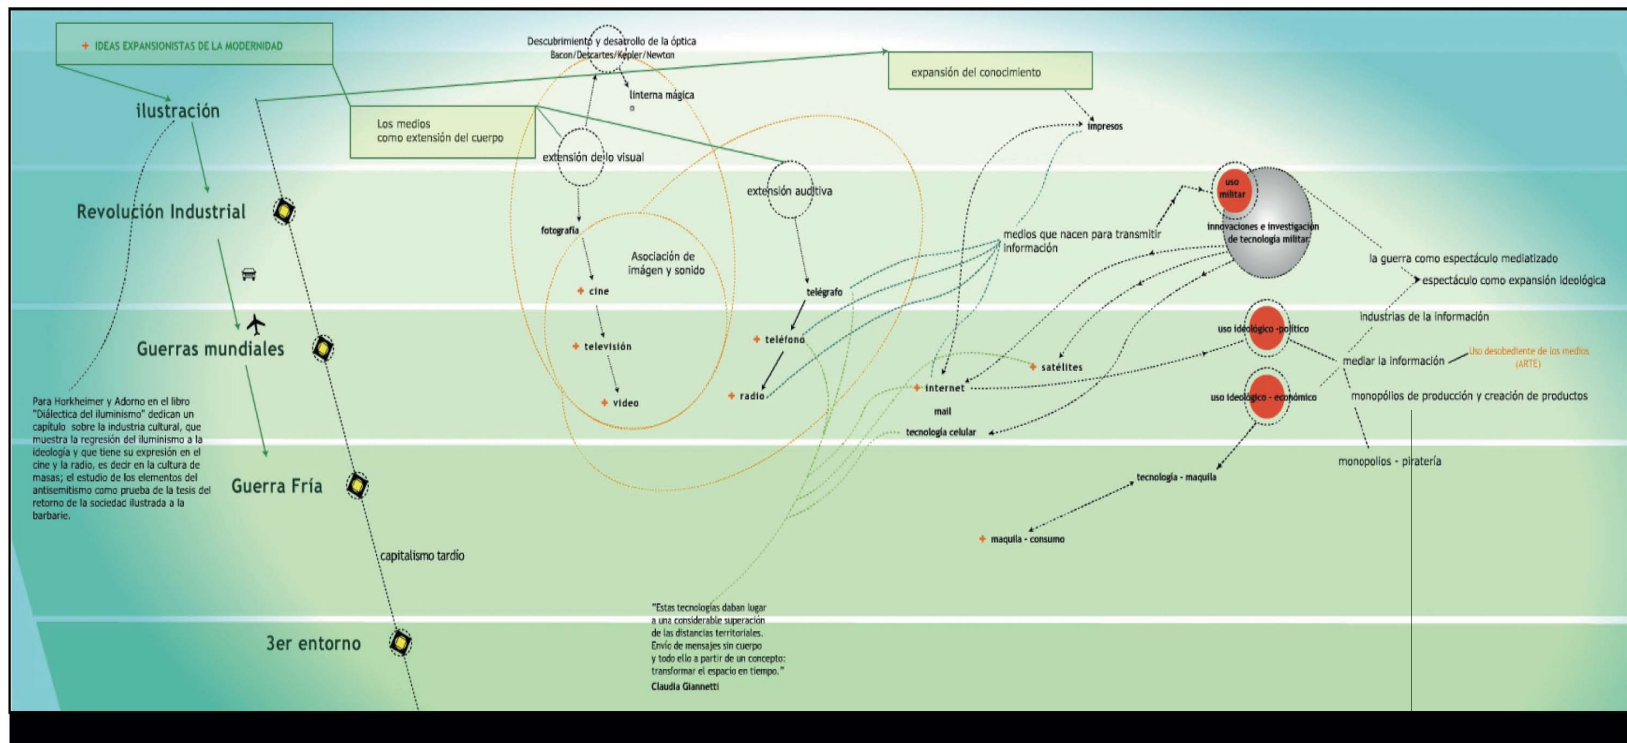 + IDEAS EXPANSIONISTAS DE LA MODERNIDAD
ilustración
Revolución Industrial
Guerras mundiales
Para Horkheimer y Adorno en el libro
"Diálectica del iluminismo" dedican un
capítulo sobre la industria cultural, que
muestra la regresión del iluminismo a la
ideología y que tiene su expresión en el
cine y la radio, es decir en la cultura de
masas; el estudio de los elementos del
antisemitismo como prueba de la tesis del
retorno de la sociedad ilustrada a la
barbarie.
Guerra Fría
capitalismo tardío
3er entorno
Los medios
como extensión del cuerpo
Descubrimiento y desarrollo de la óptica
Bacon/Descartes/Kepler/Newton
linterna mágica
extensión de lo visual
fotografía
Asociación de
imágen y sonido
+ cine
+ televisión
+ video
extensión auditiva
telégrafo
+ teléfono
+ radio
"Estas tecnologías daban lugar
a una considerable superación
de las distancias territoriales.
Envío de mensajes sin cuerpo
y todo ello a partir de un concepto:
transformar el espacio en tiempo."
Claudia Giannetti
expansión del conocimiento
impresos
medios que nacen para transmitir
información
+ satélites
+ internet
mail
tecnología celular
tecnología - maquila
+ maquila - consumo
uso
militar
innovaciones e investigación
de tecnología militar
uso ideológico -político
uso ideológico - económico
la guerra como espectáculo mediatizado
espectáculo como expansión ideológica
industrias de la información
mediar la información
Uso desobediente de los medios
(ARTE)
monopólios de producción y creación de productos
monopolios - piratería